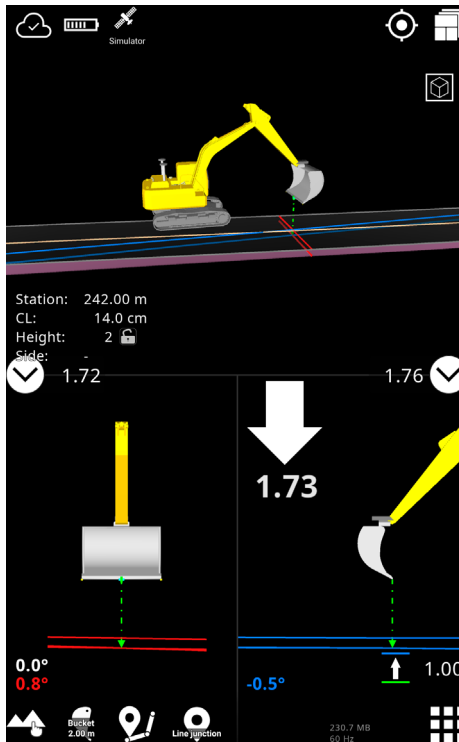 Simulator
Station: 242.00 m
CL: 14.0 cm
Height: 2
Side: -
1.72
1.76
1.73
0.0°
0.8°
-0.5°
1.00
Bucket
2.00 m
Line junction
230.7 MB
60 Hz